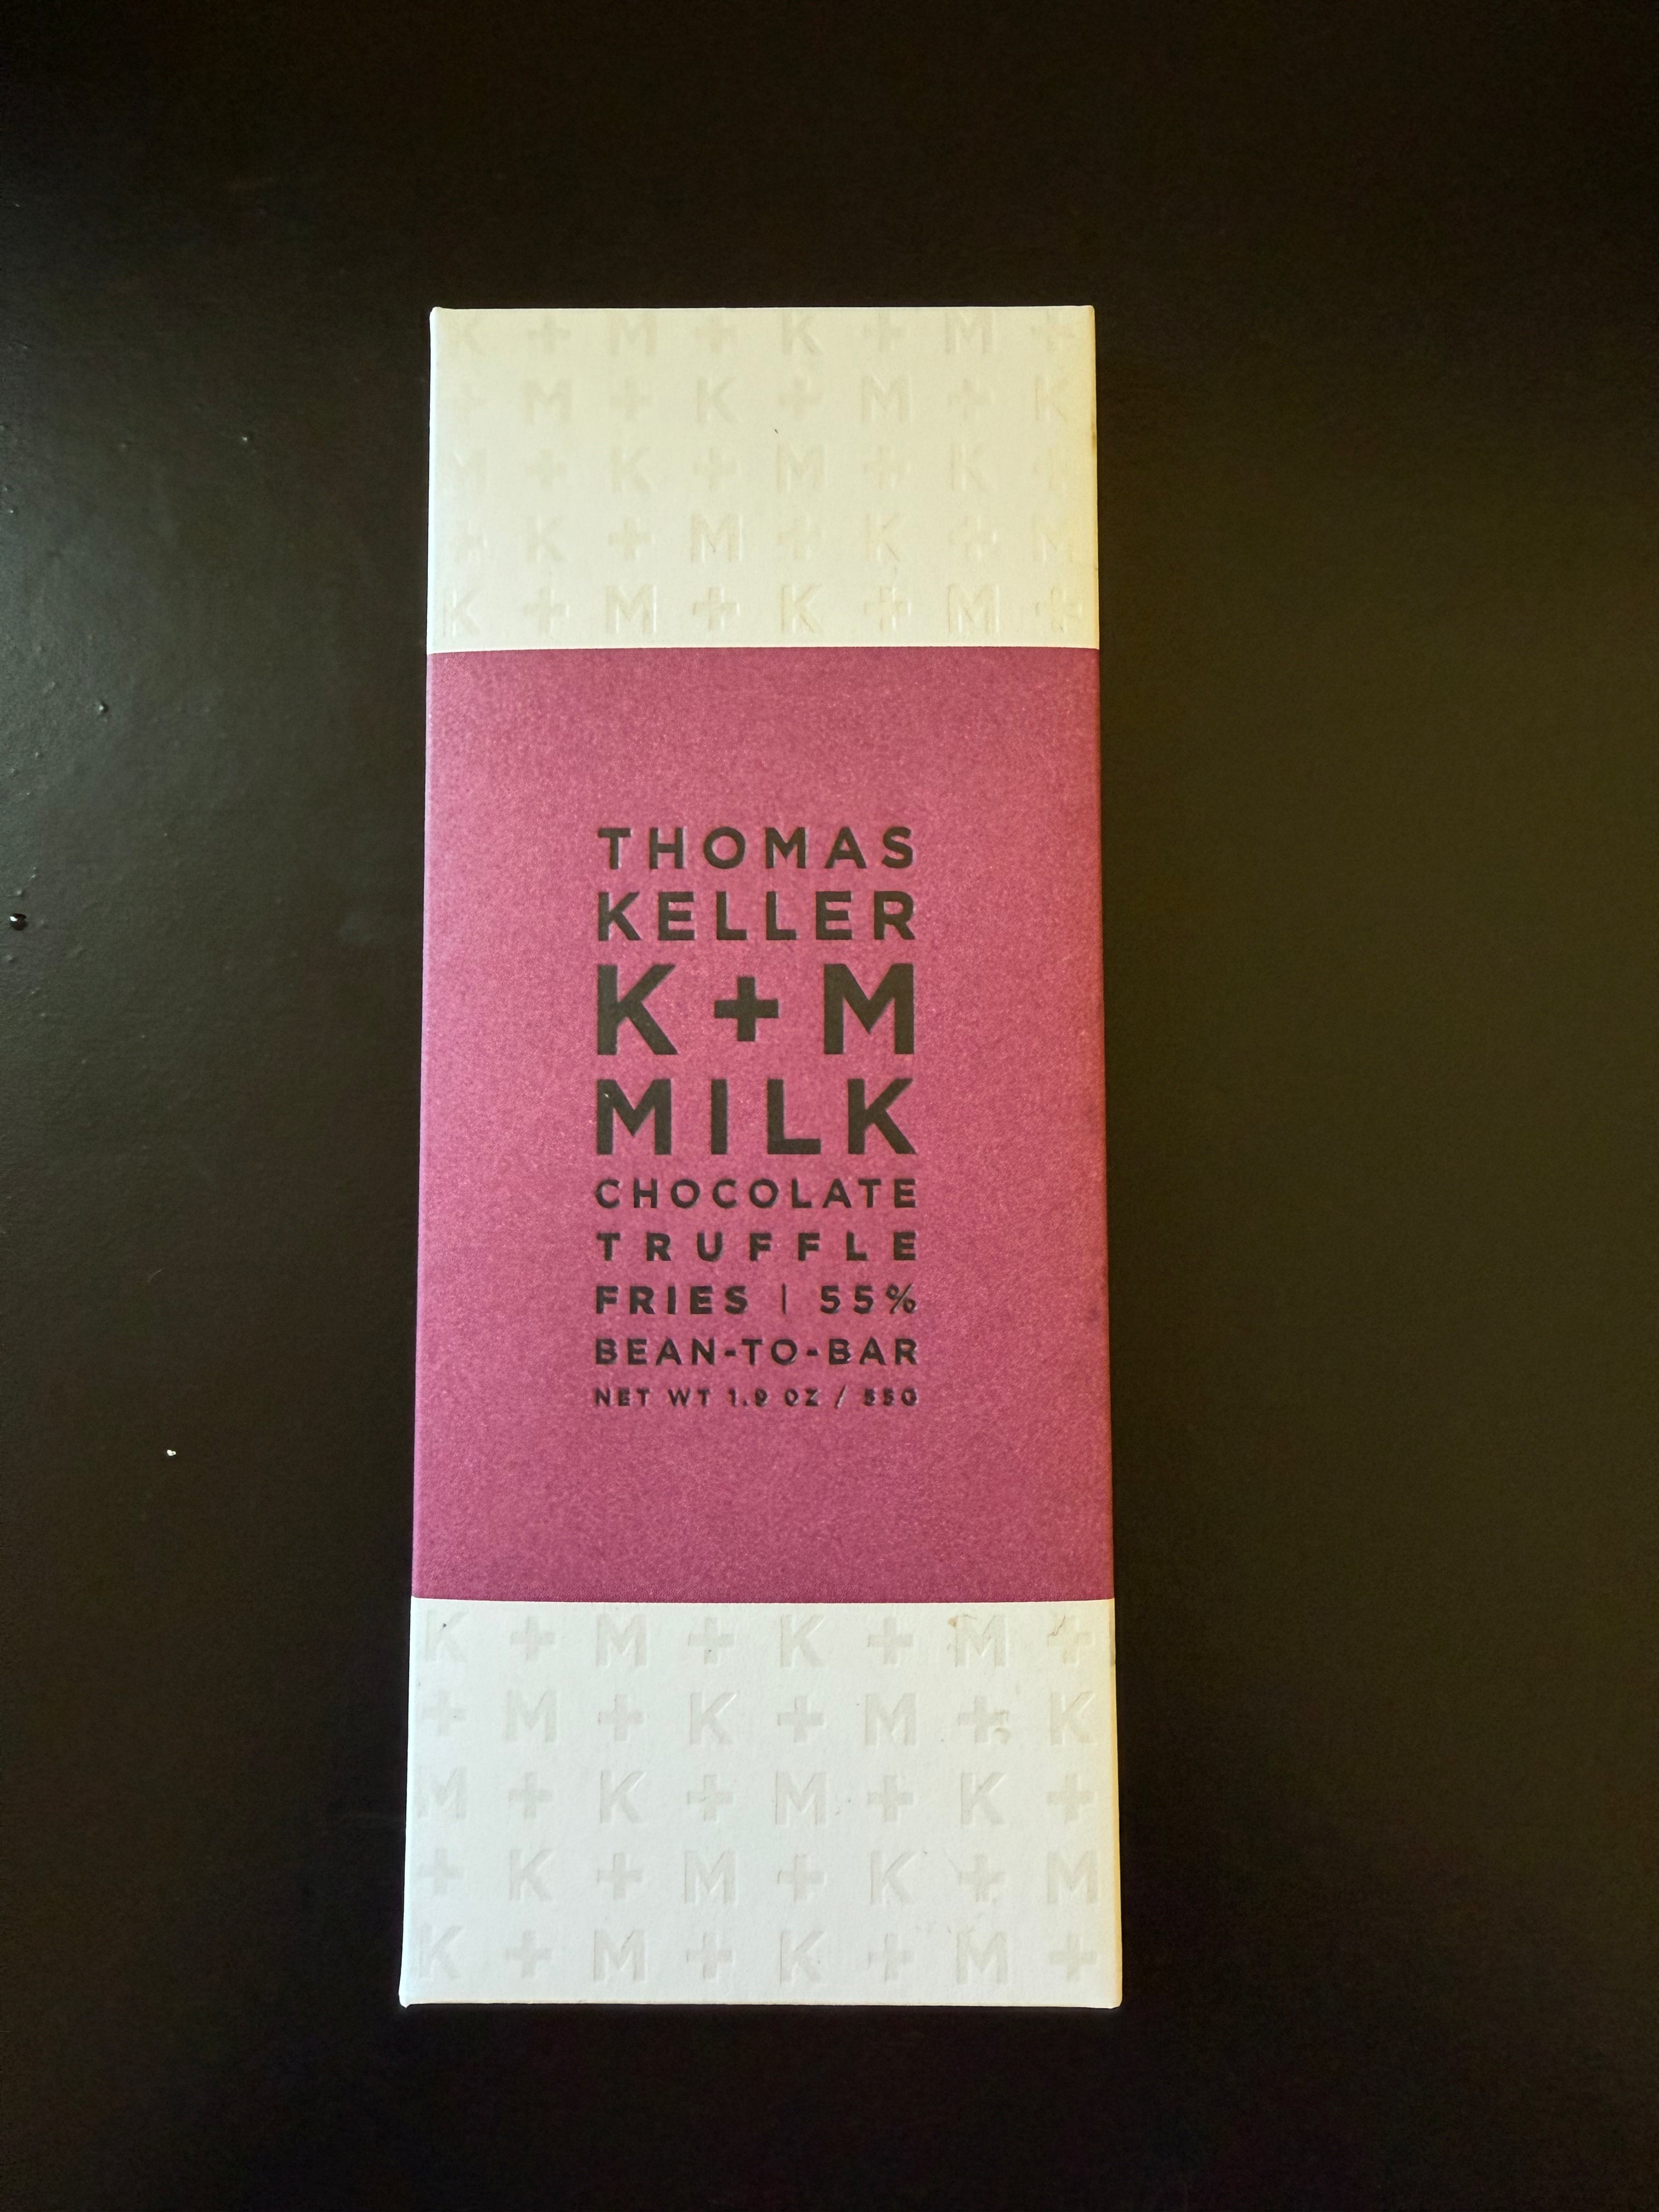 K + M + K + M +
+ M + K + M + K
M + K + M + K +
+ K + M + K + M
K + M + K + M +
THOMAS
KELLER
K + M
MILK
CHOCOLATE
TRUFFLE
FRIES | 55%
BEAN-TO-BAR
NET WT 1.9 OZ / 55G
K + M + K + M +
+ M + K + M + K
M + K + M + K +
+ K + M + K + M
K + M + K + M +